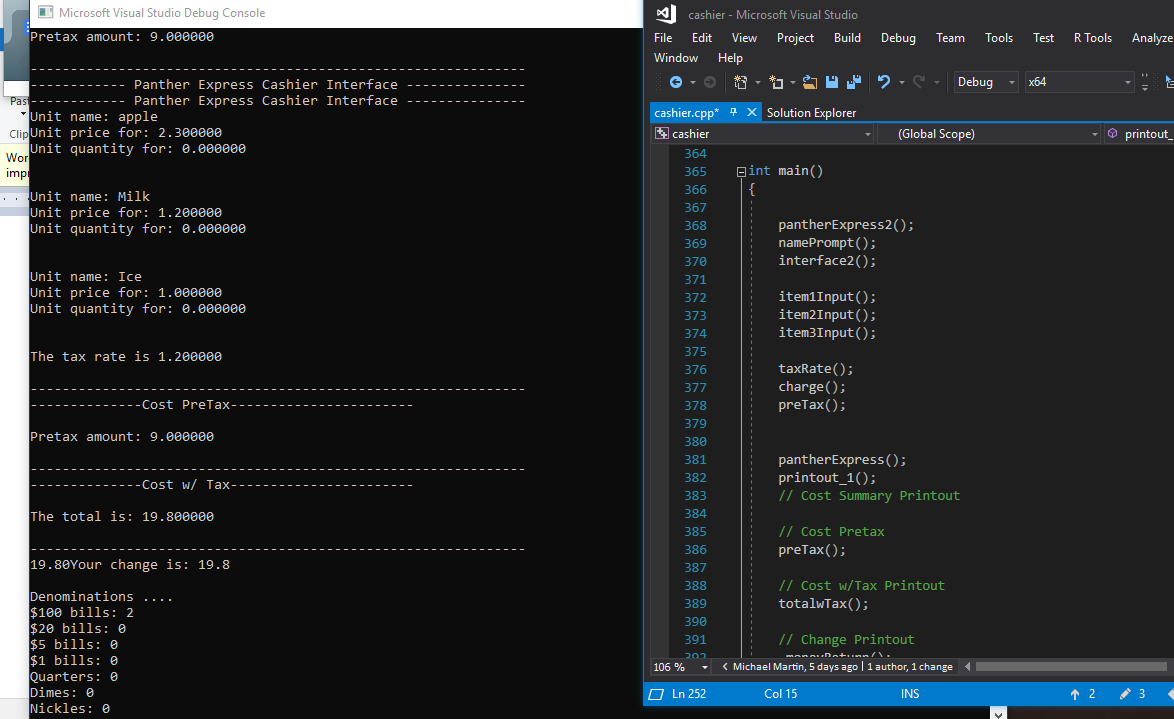 Microsoft Visual Studio Debug Console
Pretax amount: 9.000000
--------------------------------------------------------------
------------ Panther Express Cashier Interface ---------------
------------ Panther Express Cashier Interface ---------------
Unit name: apple
Unit price for: 2.300000
Unit quantity for: 0.000000
Unit name: Milk
Unit price for: 1.200000
Unit quantity for: 0.000000
Unit name: Ice
Unit price for: 1.000000
Unit quantity for: 0.000000
The tax rate is 1.200000
--------------------------------------------------------------
--------------Cost PreTax-----------------------
Pretax amount: 9.000000
--------------------------------------------------------------
--------------Cost w/ Tax-----------------------
The total is: 19.800000
--------------------------------------------------------------
19.80Your change is: 19.8
Denominations ....
$100 bills: 2
$20 bills: 0
$5 bills: 0
$1 bills: 0
Quarters: 0
Dimes: 0
Nickles: 0
cashier - Microsoft Visual Studio
File Edit View Project Build Debug Team Tools Test R Tools Analyze
Window Help
Debug x64
cashier.cpp* Solution Explorer
cashier (Global Scope) printout_
364
365 int main()
366 {
367
368 pantherExpress2();
369 namePrompt();
370 interface2();
371
372 item1Input();
373 item2Input();
374 item3Input();
375
376 taxRate();
377 charge();
378 preTax();
379
380
381 pantherExpress();
382 printout_1();
383 // Cost Summary Printout
384
385 // Cost Pretax
386 preTax();
387
388 // Cost w/Tax Printout
389 totalwTax();
390
391 // Change Printout
392 moneyReturn();
106 % Michael Martin, 5 days ago | 1 author, 1 change
Ln 252 Col 15 INS 2 3